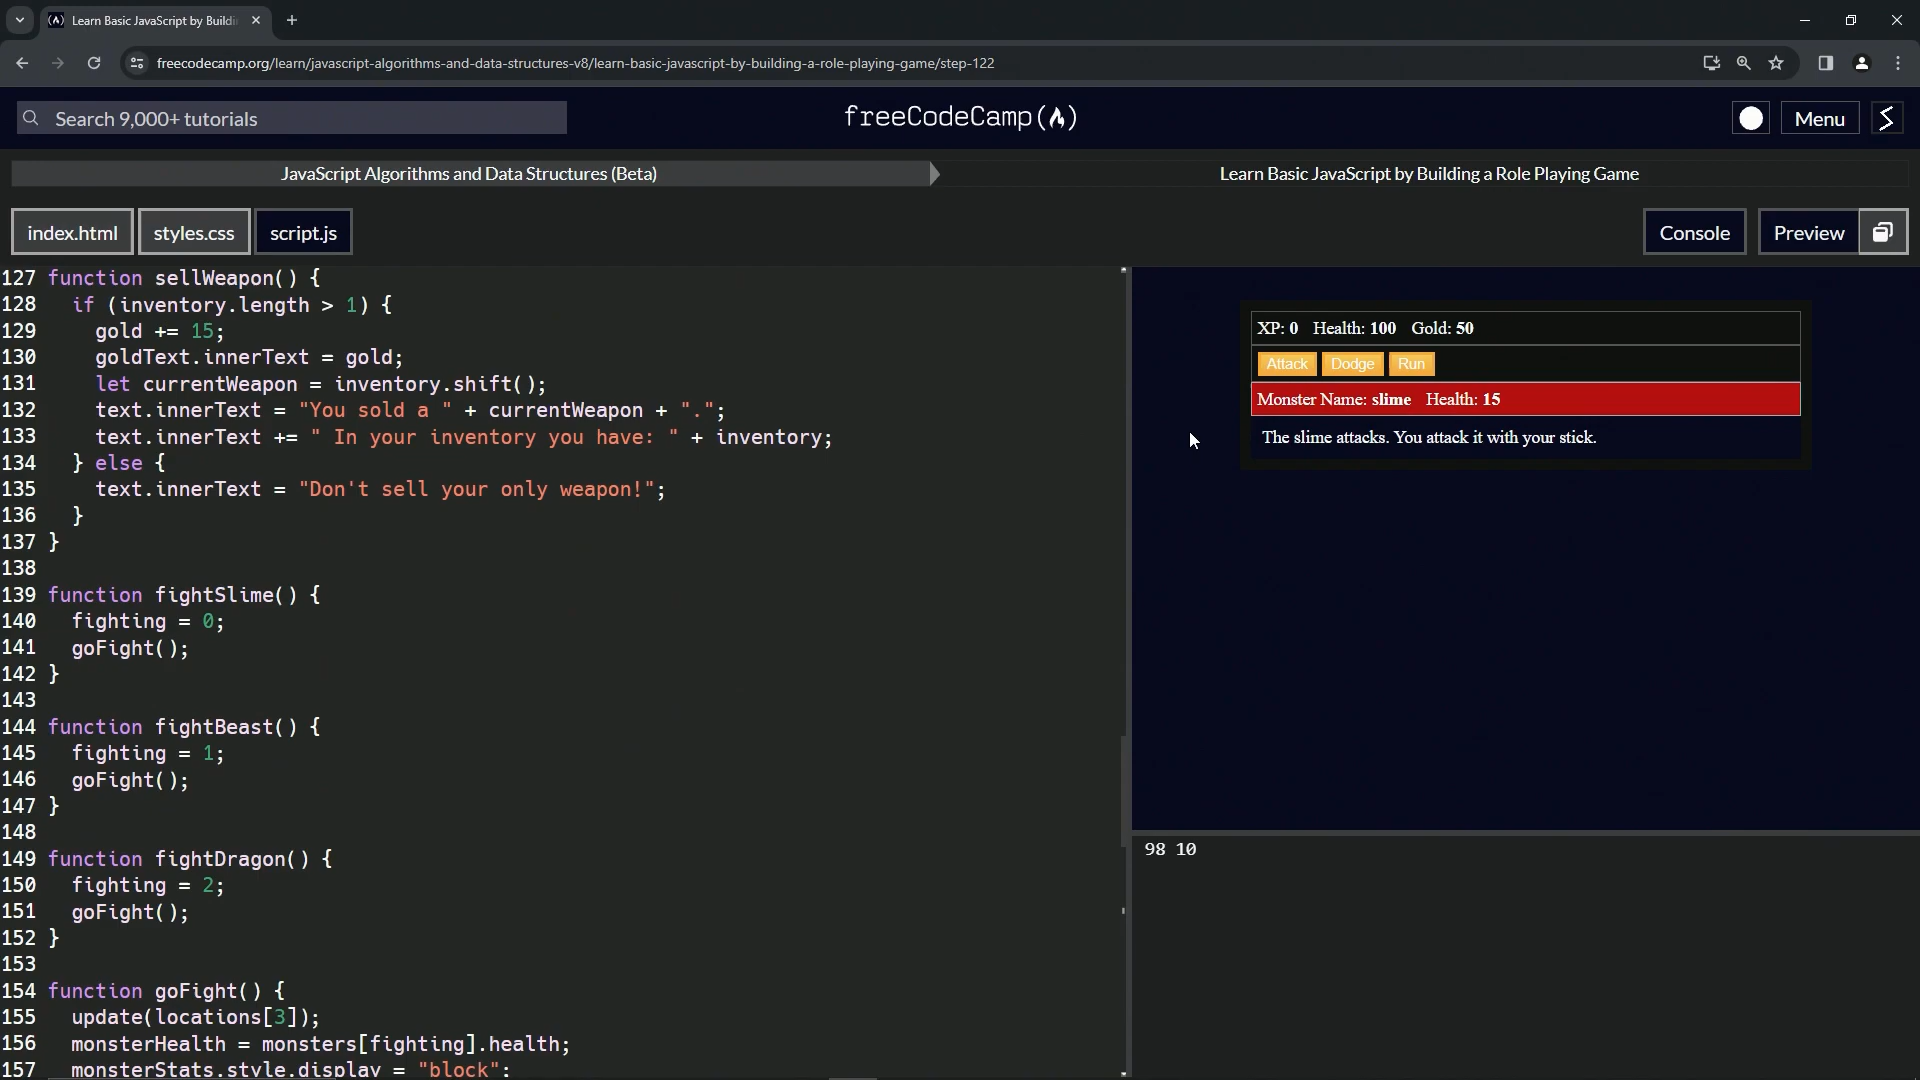 Learn Basic JavaScript by Buildi
freecodecamp.org/learn/javascript-algorithms-and-data-structures-v8/learn-basic-javascript-by-building-a-role-playing-game/step-122
Search 9,000+ tutorials
freeCodeCamp(🔥)
Menu
JavaScript Algorithms and Data Structures (Beta)
Learn Basic JavaScript by Building a Role Playing Game
index.html
styles.css
script.js
Console
Preview
127 function sellWeapon() {
128   if (inventory.length > 1) {
129     gold += 15;
130     goldText.innerText = gold;
131     let currentWeapon = inventory.shift();
132     text.innerText = "You sold a " + currentWeapon + ".";
133     text.innerText += " In your inventory you have: " + inventory;
134   } else {
135     text.innerText = "Don't sell your only weapon!";
136   }
137 }
138
139 function fightSlime() {
140   fighting = 0;
141   goFight();
142 }
143
144 function fightBeast() {
145   fighting = 1;
146   goFight();
147 }
148
149 function fightDragon() {
150   fighting = 2;
151   goFight();
152 }
153
154 function goFight() {
155   update(locations[3]);
156   monsterHealth = monsters[fighting].health;
157   monsterStats.style.display = "block";
XP: 0 Health: 100 Gold: 50
Attack Dodge Run
Monster Name: slime Health: 15
The slime attacks. You attack it with your stick.
98 10